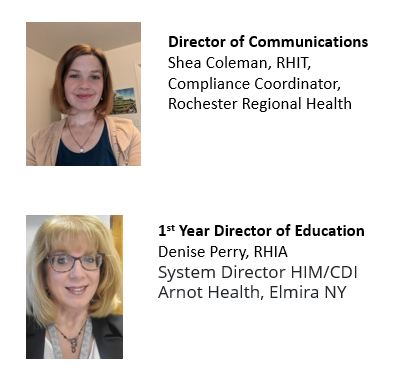 Director of Communications
Shea Coleman, RHIT,
Compliance Coordinator,
Rochester Regional Health
1st Year Director of Education
Denise Perry, RHIA
System Director HIM/CDI
Arnot Health, Elmira NY